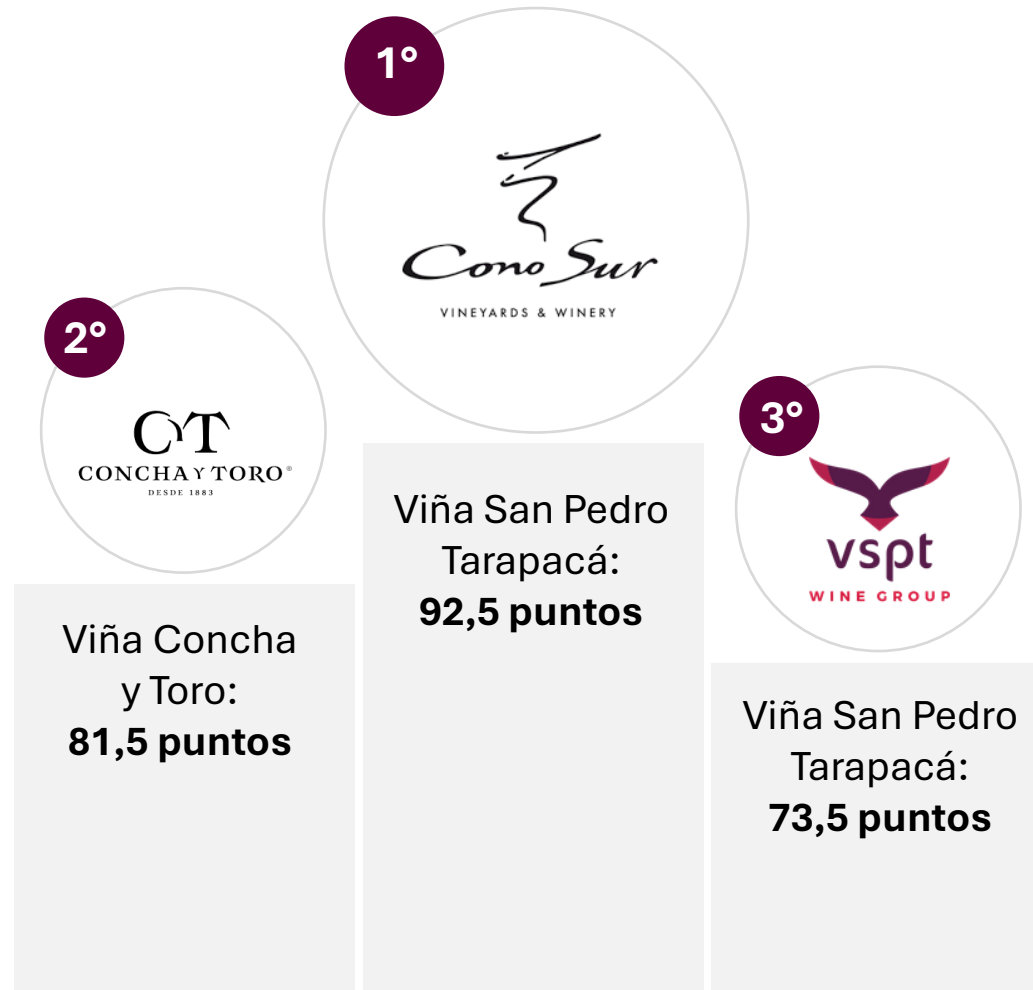 1°
Cono Sur
VINEYARDS & WINERY
Viña San Pedro
Tarapacá:
92,5 puntos
2°
CT
CONCHA Y TORO®
DESDE 1883
Viña Concha
y Toro:
81,5 puntos
3°
vspt
WINE GROUP
Viña San Pedro
Tarapacá:
73,5 puntos